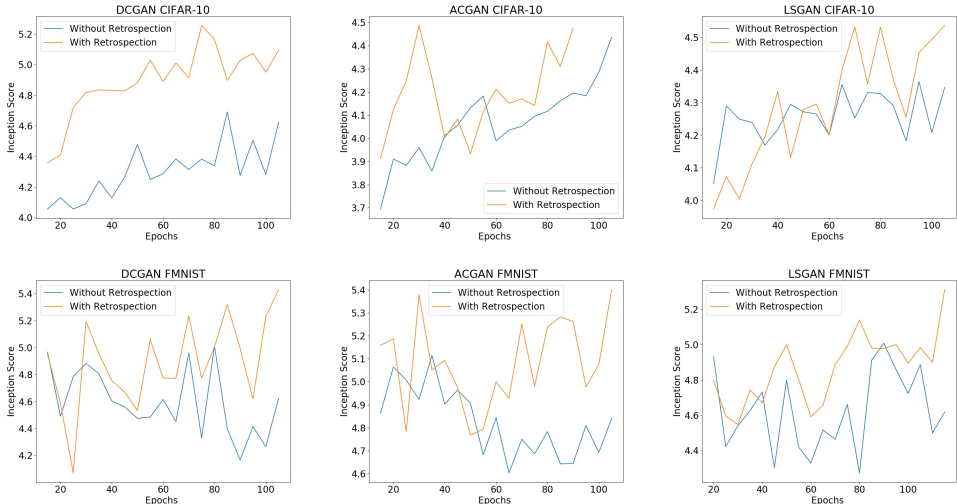 DCGAN CIFAR-10
Inception Score
5.2
5.0
4.8
4.6
4.4
4.2
4.0
Without Retrospection
With Retrospection
20 40 60 80 100
Epochs
ACGAN CIFAR-10
Inception Score
4.5
4.4
4.3
4.2
4.1
4.0
3.9
3.8
3.7
Without Retrospection
With Retrospection
20 40 60 80 100
Epochs
LSGAN CIFAR-10
Inception Score
4.5
4.4
4.3
4.2
4.1
4.0
Without Retrospection
With Retrospection
20 40 60 80 100
Epochs
DCGAN FMNIST
Inception Score
5.4
5.2
5.0
4.8
4.6
4.4
4.2
Without Retrospection
With Retrospection
20 40 60 80 100
Epochs
ACGAN FMNIST
Inception Score
5.4
5.3
5.2
5.1
5.0
4.9
4.8
4.7
4.6
Without Retrospection
With Retrospection
20 40 60 80 100
Epochs
LSGAN FMNIST
Inception Score
5.2
5.0
4.8
4.6
4.4
Without Retrospection
With Retrospection
20 40 60 80 100
Epochs